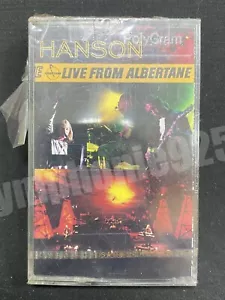 HANSON
PolyGram
E LIVE FROM ALBERTANE